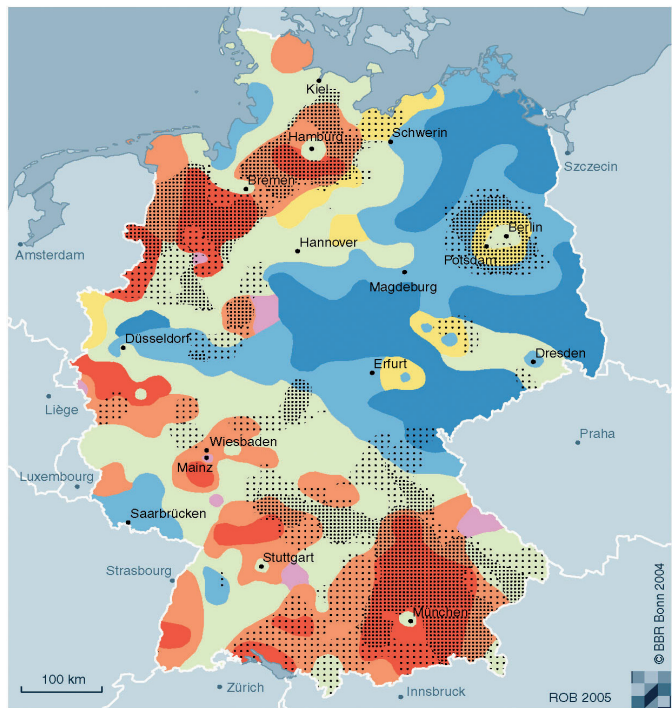 Kiel
Hamburg
Schwerin
Szczecin
Bremen
Berlin
Amsterdam
Hannover
Potsdam
Magdeburg
Düsseldorf
Dresden
Erfurt
Liège
Praha
Wiesbaden
Mainz
Luxembourg
Saarbrücken
Stuttgart
Strasbourg
München
© BBR Bonn 2004
100 km
Zürich
Innsbruck
ROB 2005